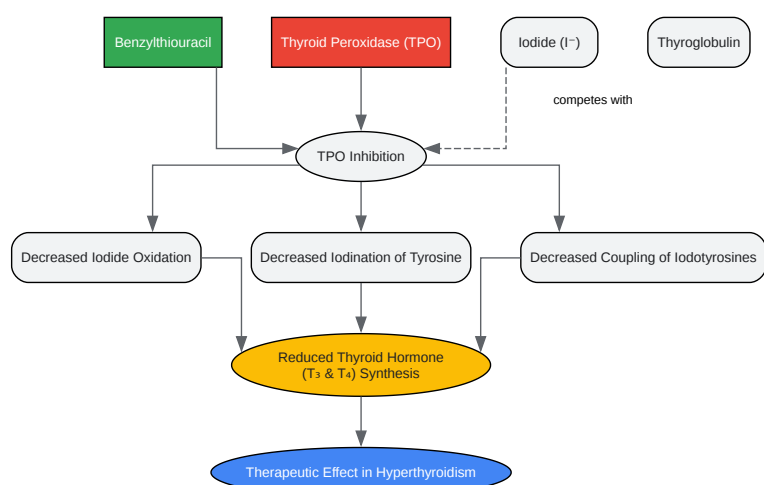 Benzylthiouracil
Thyroid Peroxidase (TPO)
Iodide (I⁻)
Thyroglobulin
competes with
TPO Inhibition
Decreased Iodide Oxidation
Decreased Iodination of Tyrosine
Decreased Coupling of Iodotyrosines
Reduced Thyroid Hormone
(T₃ & T₄) Synthesis
Therapeutic Effect in Hyperthyroidism